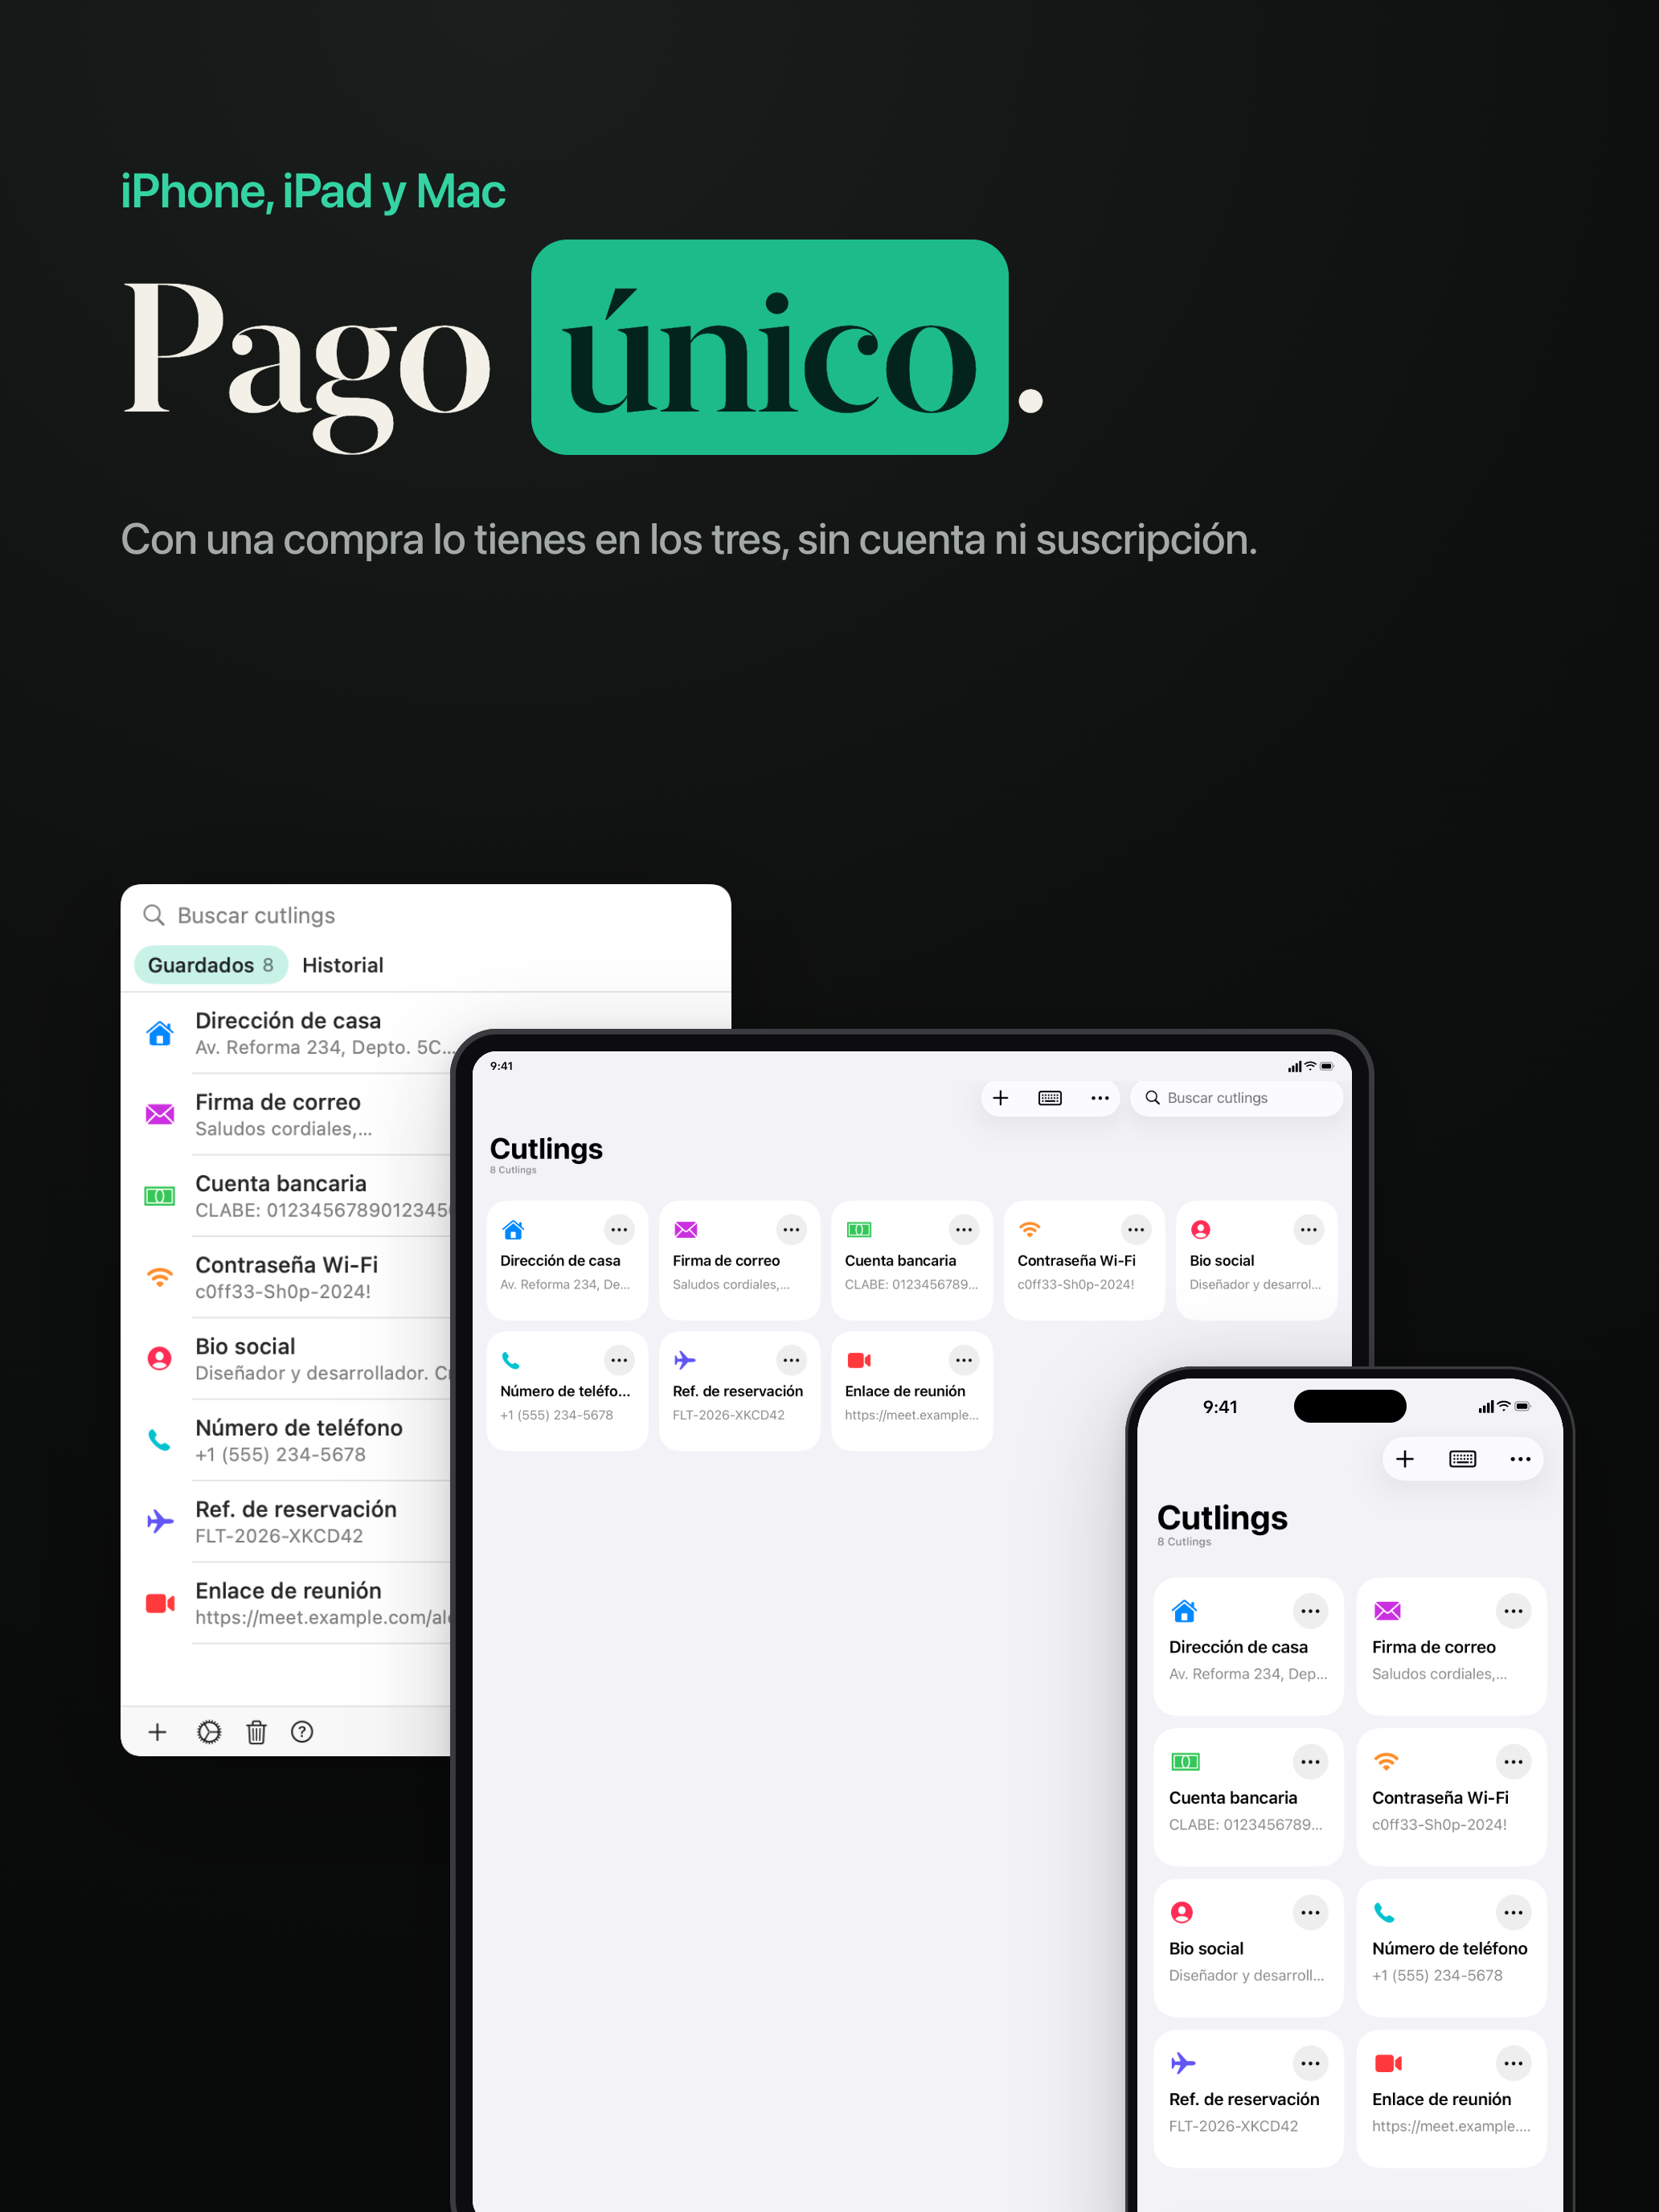 iPhone, iPad y Mac
Pago único.
Con una compra lo tienes en los tres, sin cuenta ni suscripción.
Buscar cutlings
Guardados 8 Historial
Dirección de casa
Av. Reforma 234, Depto. 5C...
Firma de correo
Saludos cordiales,...
Cuenta bancaria
CLABE: 0123456789012345
Contraseña Wi-Fi
c0ff33-Sh0p-2024!
Bio social
Diseñador y desarrollador. C
Número de teléfono
+1 (555) 234-5678
Ref. de reservación
FLT-2026-XKCD42
Enlace de reunión
https://meet.example.com/al
9:41
Buscar cutlings
Cutlings
8 Cutlings
Dirección de casa
Av. Reforma 234, De...
Firma de correo
Saludos cordiales,...
Cuenta bancaria
CLABE: 0123456789...
Contraseña Wi-Fi
c0ff33-Sh0p-2024!
Bio social
Diseñador y desarrol...
Número de teléfo...
+1 (555) 234-5678
Ref. de reservación
FLT-2026-XKCD42
Enlace de reunión
https://meet.example...
9:41
Cutlings
8 Cutlings
Dirección de casa
Av. Reforma 234, Dep...
Firma de correo
Saludos cordiales,...
Cuenta bancaria
CLABE: 0123456789...
Contraseña Wi-Fi
c0ff33-Sh0p-2024!
Bio social
Diseñador y desarroll...
Número de teléfono
+1 (555) 234-5678
Ref. de reservación
FLT-2026-XKCD42
Enlace de reunión
https://meet.example....